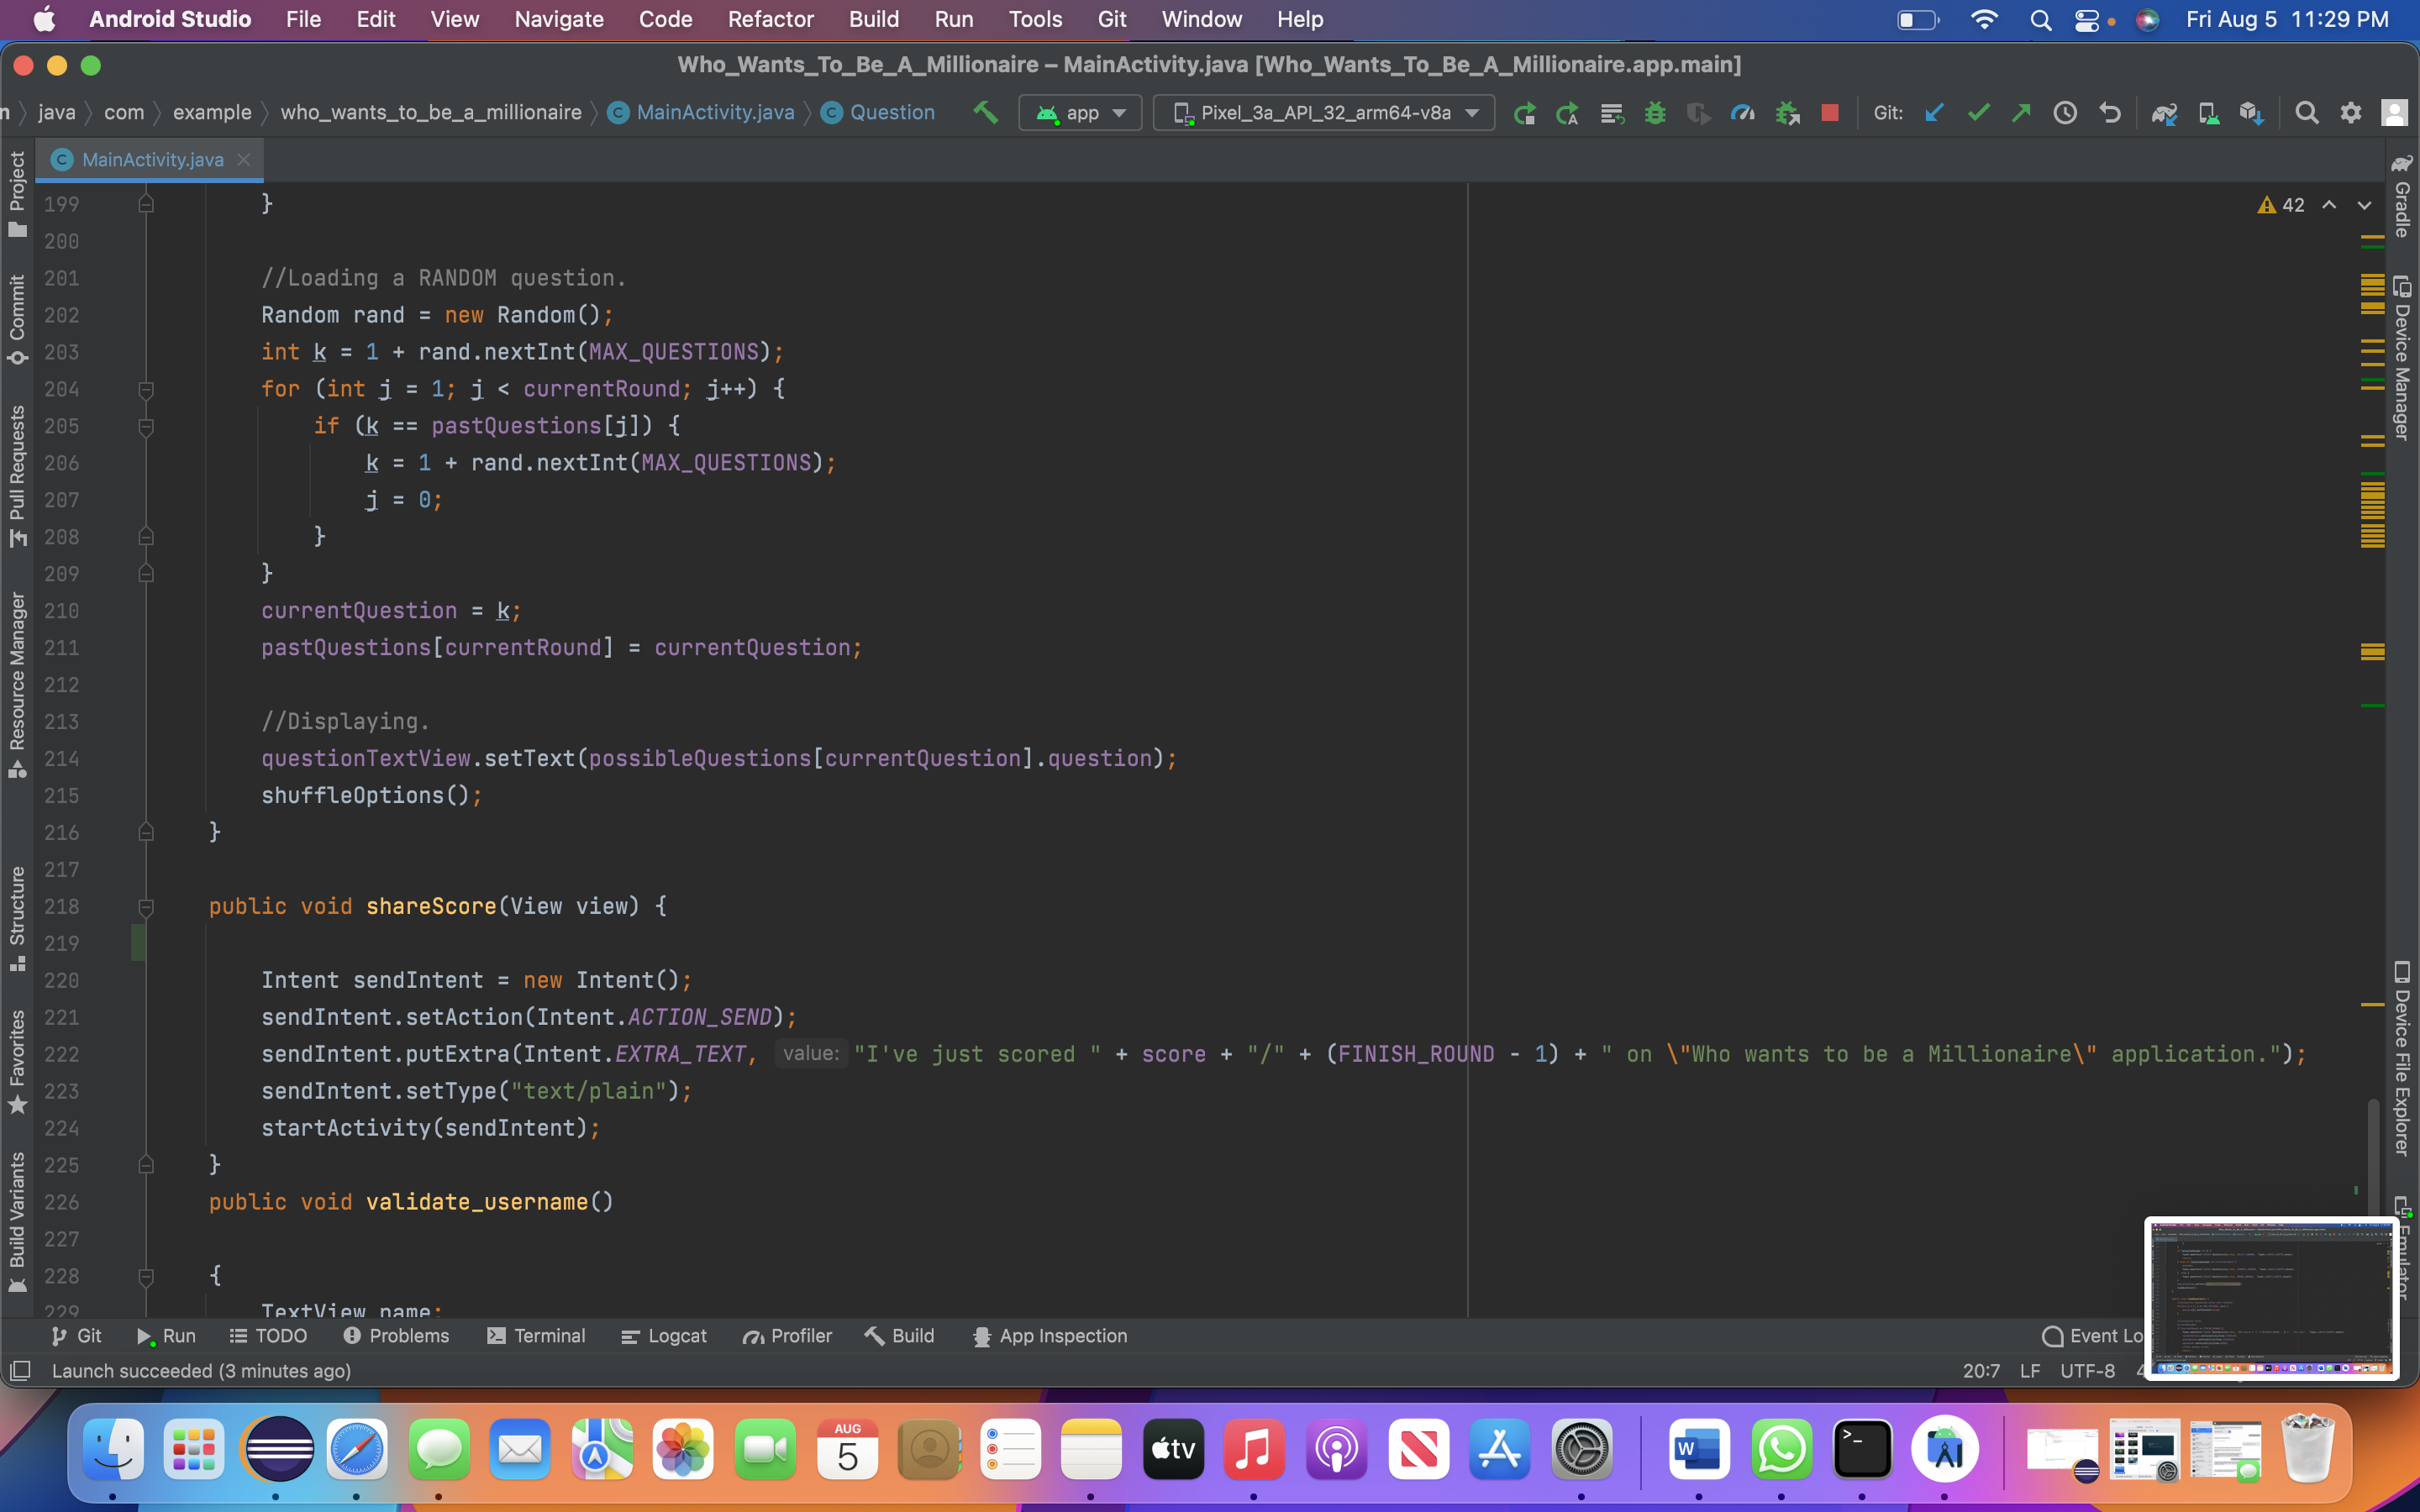 Android Studio File Edit View Navigate Code Refactor Build Run Tools Git Window Help Fri Aug 5 11:29 PM
Who_Wants_To_Be_A_Millionaire – MainActivity.java [Who_Wants_To_Be_A_Millionaire.app.main]
java com example who_wants_to_be_a_millionaire C MainActivity.java C Question app Pixel_3a_API_32_arm64-v8a Git:
C MainActivity.java
42
199 }
200
201 //Loading a RANDOM question.
202 Random rand = new Random();
203 int k = 1 + rand.nextInt(MAX_QUESTIONS);
204 for (int j = 1; j < currentRound; j++) {
205 if (k == pastQuestions[j]) {
206 k = 1 + rand.nextInt(MAX_QUESTIONS);
207 j = 0;
208 }
209 }
210 currentQuestion = k;
211 pastQuestions[currentRound] = currentQuestion;
212
213 //Displaying.
214 questionTextView.setText(possibleQuestions[currentQuestion].question);
215 shuffleOptions();
216 }
217
218 public void shareScore(View view) {
219
220 Intent sendIntent = new Intent();
221 sendIntent.setAction(Intent.ACTION_SEND);
222 sendIntent.putExtra(Intent.EXTRA_TEXT, value: "I've just scored " + score + "/" + (FINISH_ROUND - 1) + " on \"Who wants to be a Millionaire\" application.");
223 sendIntent.setType("text/plain");
224 startActivity(sendIntent);
225 }
226 public void validate_username()
227
228 {
229 TextView name;
Project
Commit
Pull Requests
Resource Manager
Structure
Favorites
Build Variants
Gradle
Device Manager
Device File Explorer
Emulator
Git Run TODO Problems Terminal Logcat Profiler Build App Inspection Event Lo
Launch succeeded (3 minutes ago) 20:7 LF UTF-8 4
AUG
5
tv
W
>_